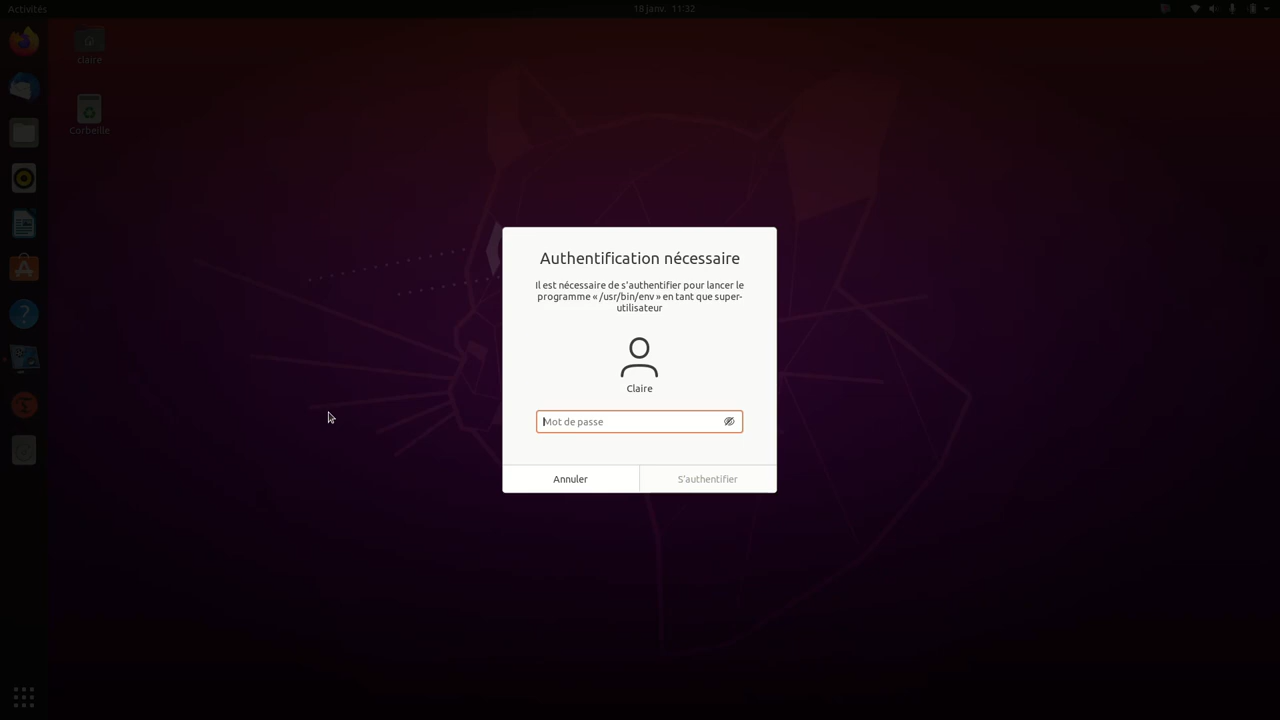 Activités
18 janv. 11:32
claire
Corbeille
Authentification nécessaire
Il est nécessaire de s'authentifier pour lancer le
programme « /usr/bin/env » en tant que super-
utilisateur
Claire
Mot de passe
Annuler
S'authentifier